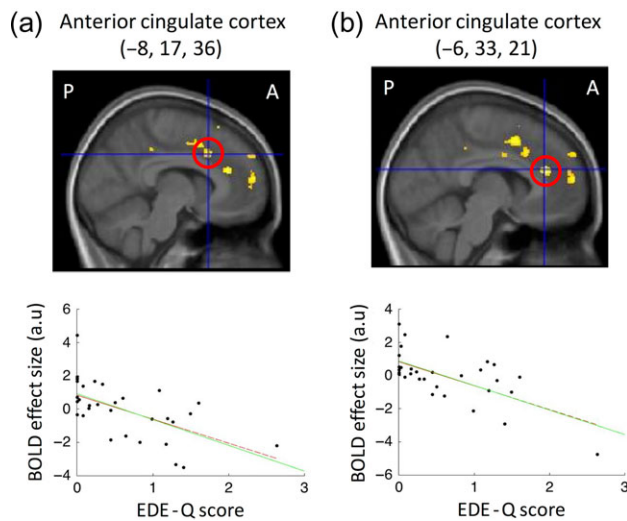 (a) Anterior cingulate cortex
(−8, 17, 36)
P A
6
4
2
0
−2
−4
BOLD effect size (a.u)
0 1 2 3
EDE-Q score
(b) Anterior cingulate cortex
(−6, 33, 21)
P A
4
2
0
−2
−4
−6
BOLD effect size (a.u)
0 1 2 3
EDE-Q score